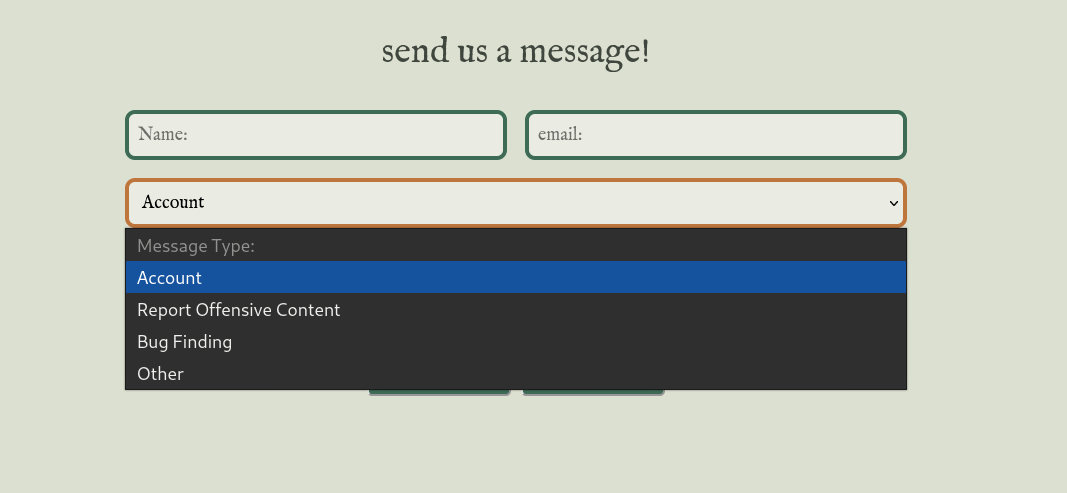 send us a message!
Name:
email:
Account
Message Type:
Account
Report Offensive Content
Bug Finding
Other